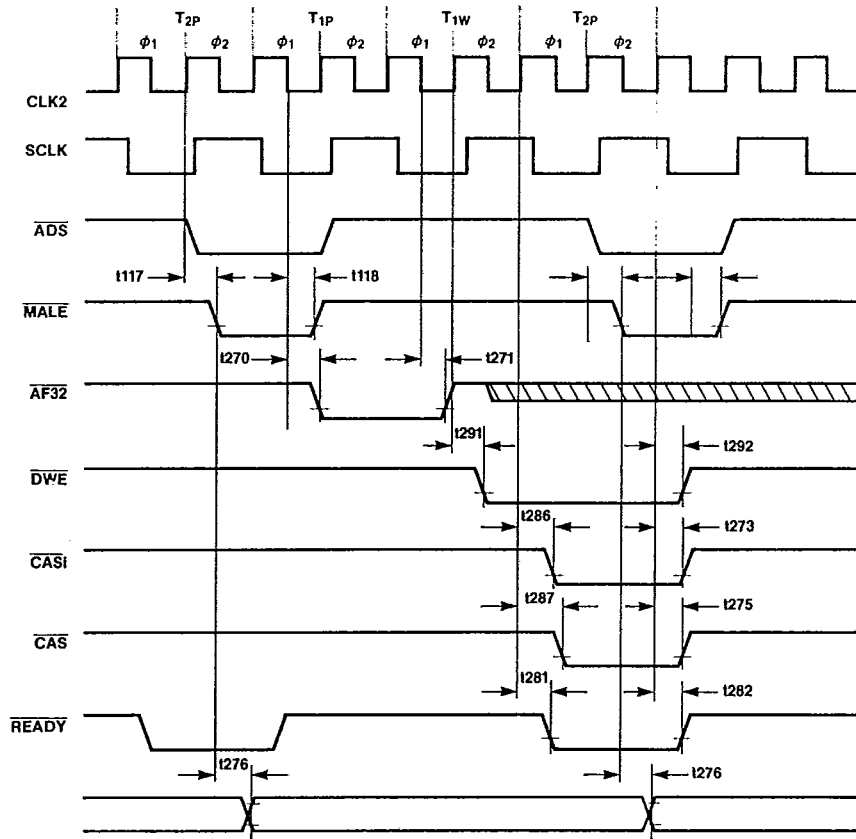 T2P T1P T1W T2P
ϕ1 ϕ2 ϕ1 ϕ2 ϕ1 ϕ2 ϕ1 ϕ2
CLK2
SCLK
ADS
t117 t118
MALE
t270 t271
AF32
t291 t292
DWE
t286 t273
CASI
t287 t275
CAS
t281 t282
READY
t276 t276